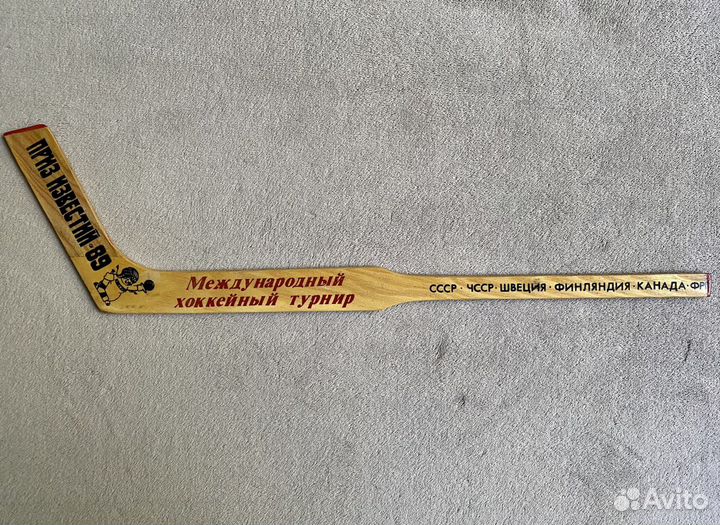 ПРИЗ ИЗВЕСТИЙ·89
Международный
хоккейный турнир
СССР · ЧССР · ШВЕЦИЯ · ФИНЛЯНДИЯ · КАНАДА · ФР
Avito